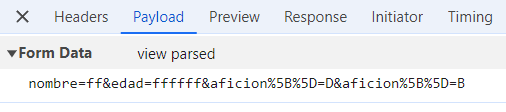 Headers Payload Preview Response Initiator Timing
Form Data view parsed
nombre=ff&edad=ffffff&aficion%5B%5D=D&aficion%5B%5D=B